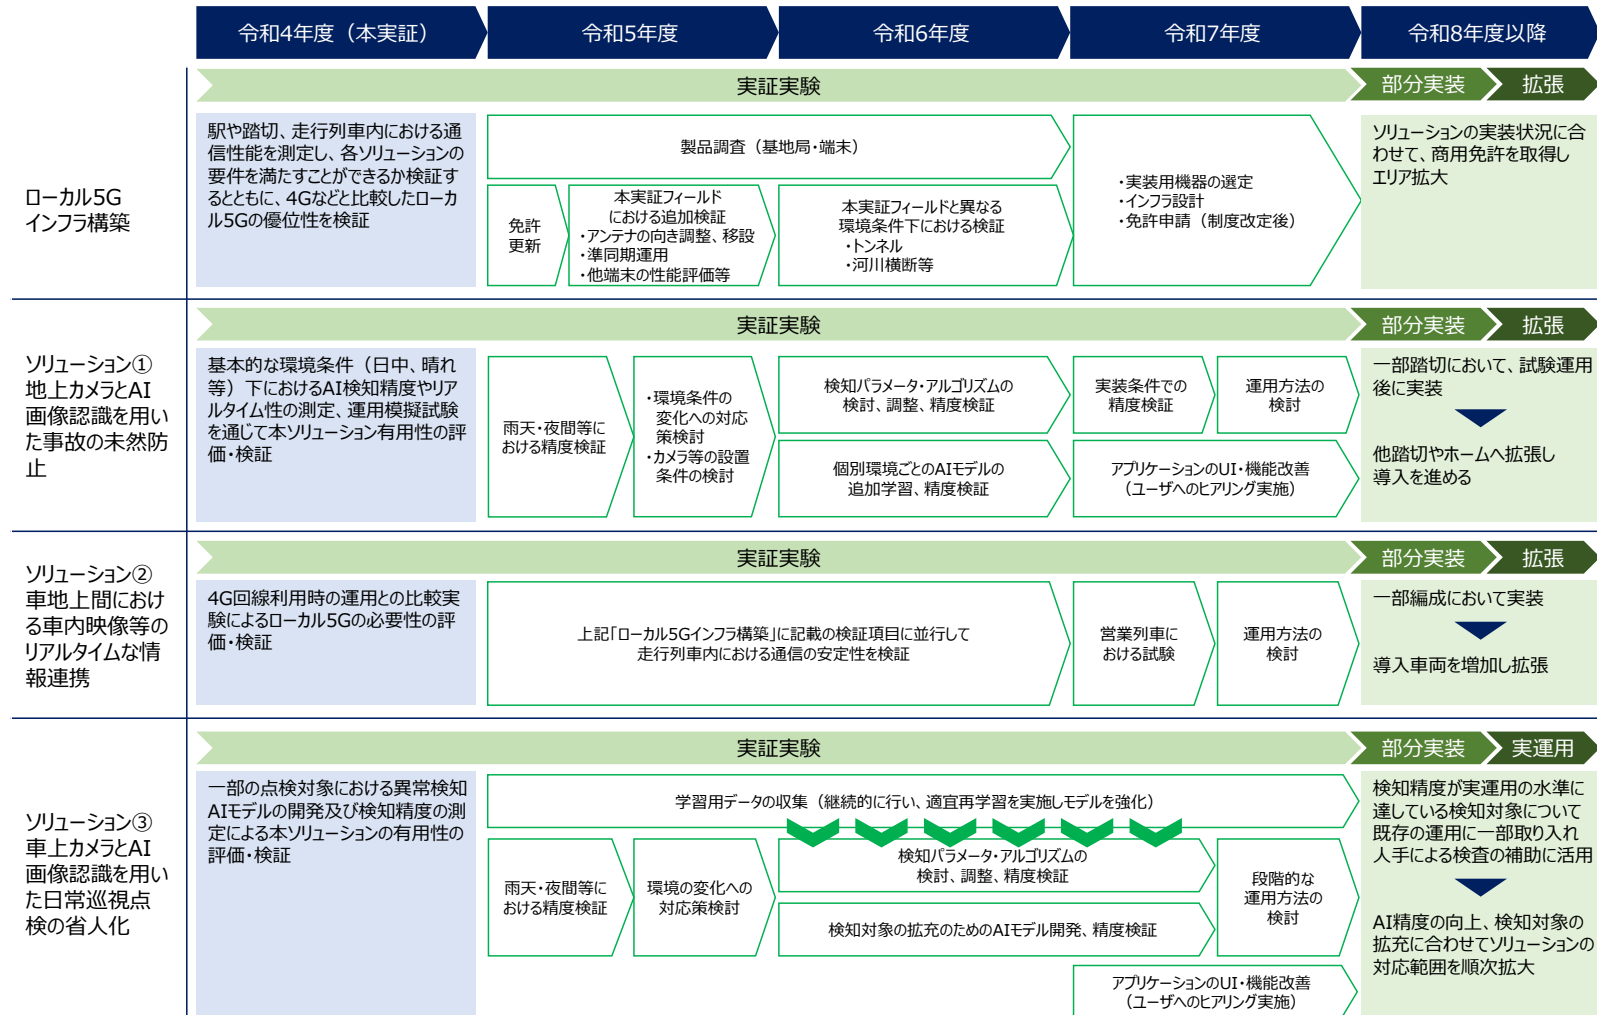 令和4年度（本実証）
令和5年度
令和6年度
令和7年度
令和8年度以降
ローカル5G
インフラ構築
実証実験
部分実装
拡張
駅や踏切、走行列車内における通
信性能を測定し、各ソリューションの
要件を満たすことができるか検証す
るとともに、4Gなどと比較したローカ
ル5Gの優位性を検証
製品調査（基地局・端末）
免許
更新
本実証フィールド
における追加検証
・アンテナの向き調整、移設
・準同期運用
・他端末の性能評価等
本実証フィールドと異なる
環境条件下における検証
・トンネル
・河川横断等
・実装用機器の選定
・インフラ設計
・免許申請（制度改定後）
ソリューションの実装状況に合
わせて、商用免許を取得し
エリア拡大
ソリューション①
地上カメラとAI
画像認識を用い
た事故の未然防
止
実証実験
部分実装
拡張
基本的な環境条件（日中、晴れ
等）下におけるAI検知精度やリア
ルタイム性の測定、運用模擬試験
を通じて本ソリューション有用性の評
価・検証
雨天・夜間等に
おける精度検証
・環境条件の
変化への対応
策検討
・カメラ等の設置
条件の検討
検知パラメータ・アルゴリズムの
検討、調整、精度検証
個別環境ごとのAIモデルの
追加学習、精度検証
実装条件での
精度検証
運用方法の
検討
アプリケーションのUI・機能改善
（ユーザへのヒアリング実施）
一部踏切において、試験運用
後に実装
他踏切やホームへ拡張し
導入を進める
ソリューション②
車地上間におけ
る車内映像等の
リアルタイムな情
報連携
実証実験
部分実装
拡張
4G回線利用時の運用との比較実
験によるローカル5Gの必要性の評
価・検証
上記「ローカル5Gインフラ構築」に記載の検証項目に並行して
走行列車内における通信の安定性を検証
営業列車に
おける試験
運用方法の
検討
一部編成において実装
導入車両を増加し拡張
ソリューション③
車上カメラとAI
画像認識を用い
た日常巡視点
検の省人化
実証実験
部分実装
実運用
一部の点検対象における異常検知
AIモデルの開発及び検知精度の測
定による本ソリューションの有用性の
評価・検証
学習用データの収集（継続的に行い、適宜再学習を実施しモデルを強化）
雨天・夜間等に
おける精度検証
環境の変化への
対応策検討
検知パラメータ・アルゴリズムの
検討、調整、精度検証
検知対象の拡充のためのAIモデル開発、精度検証
段階的な
運用方法の
検討
アプリケーションのUI・機能改善
（ユーザへのヒアリング実施）
検知精度が実運用の水準に
達している検知対象について
既存の運用に一部取り入れ
人手による検査の補助に活用
AI精度の向上、検知対象の
拡充に合わせてソリューションの
対応範囲を順次拡大